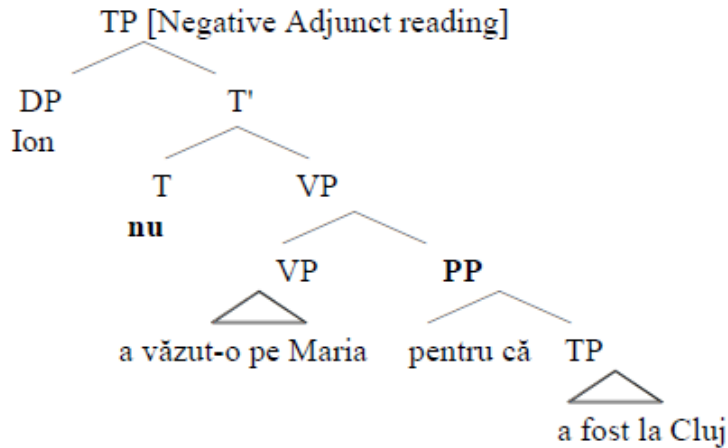 TP [Negative Adjunct reading]
DP T'
Ion
T VP
nu
VP PP
a văzut-o pe Maria pentru că TP
a fost la Cluj